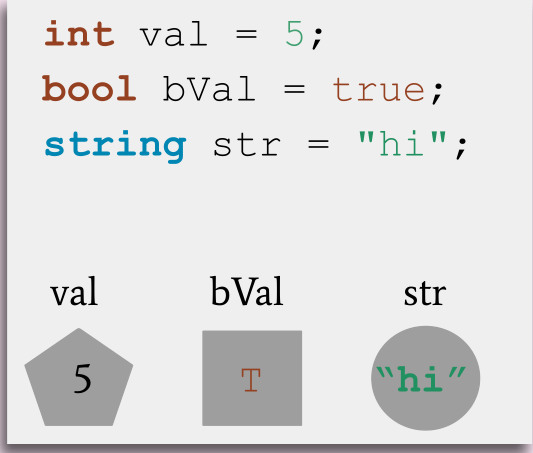 int val = 5;
bool bVal = true;
string str = "hi";
val bVal str
5 T “hi”